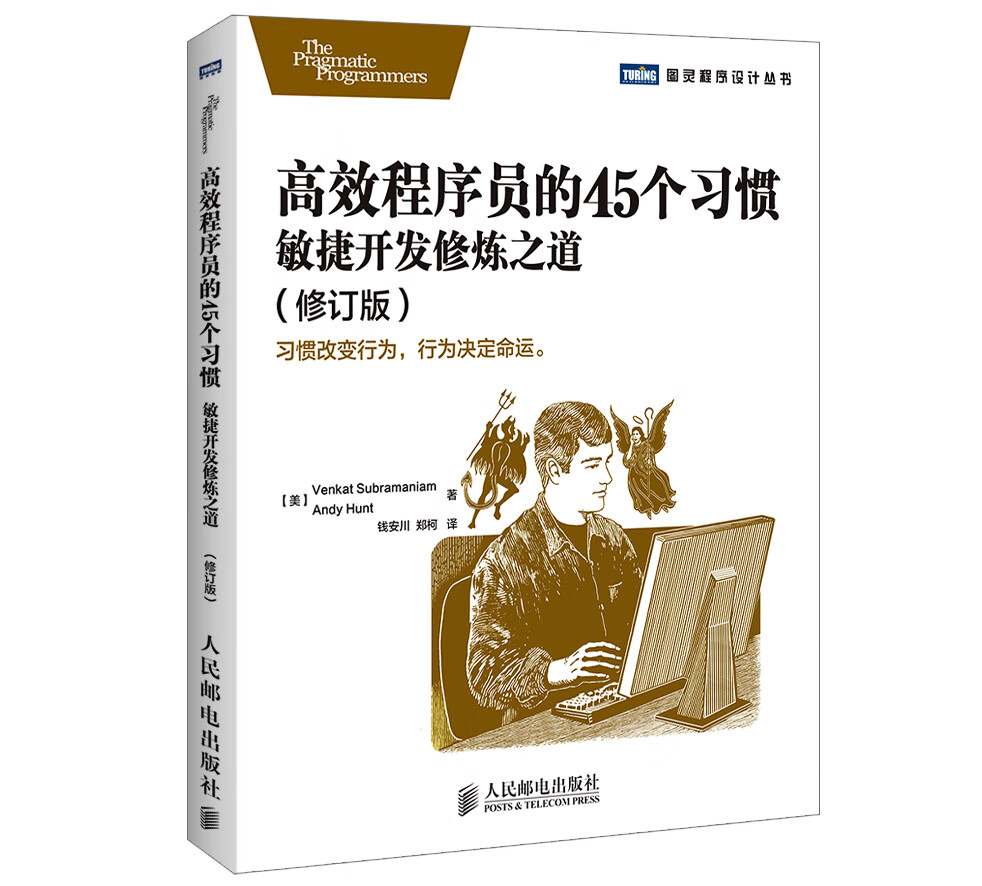 The
Pragmatic
Programmers
TURING 图灵程序设计丛书
高效程序员的45个习惯
敏捷开发修炼之道
(修订版)
习惯改变行为，行为决定命运。
【美】 Venkat Subramaniam
Andy Hunt
著
钱安川 郑柯 译
人民邮电出版社
POSTS & TELECOM PRESS
TURING
The
Pragmatic
Programmers
高效程序员的45个习惯
敏捷开发修炼之道
(修订版)
人民邮电出版社